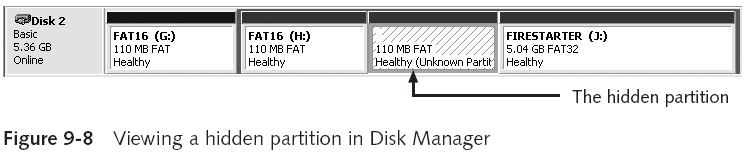 Disk 2
Basic
5.36 GB
Online
FAT16 (G:)
110 MB FAT
Healthy
FAT16 (H:)
110 MB FAT
Healthy
110 MB FAT
Healthy (Unknown Partit
FIRESTARTER (J:)
5.04 GB FAT32
Healthy
The hidden partition
Figure 9-8 Viewing a hidden partition in Disk Manager